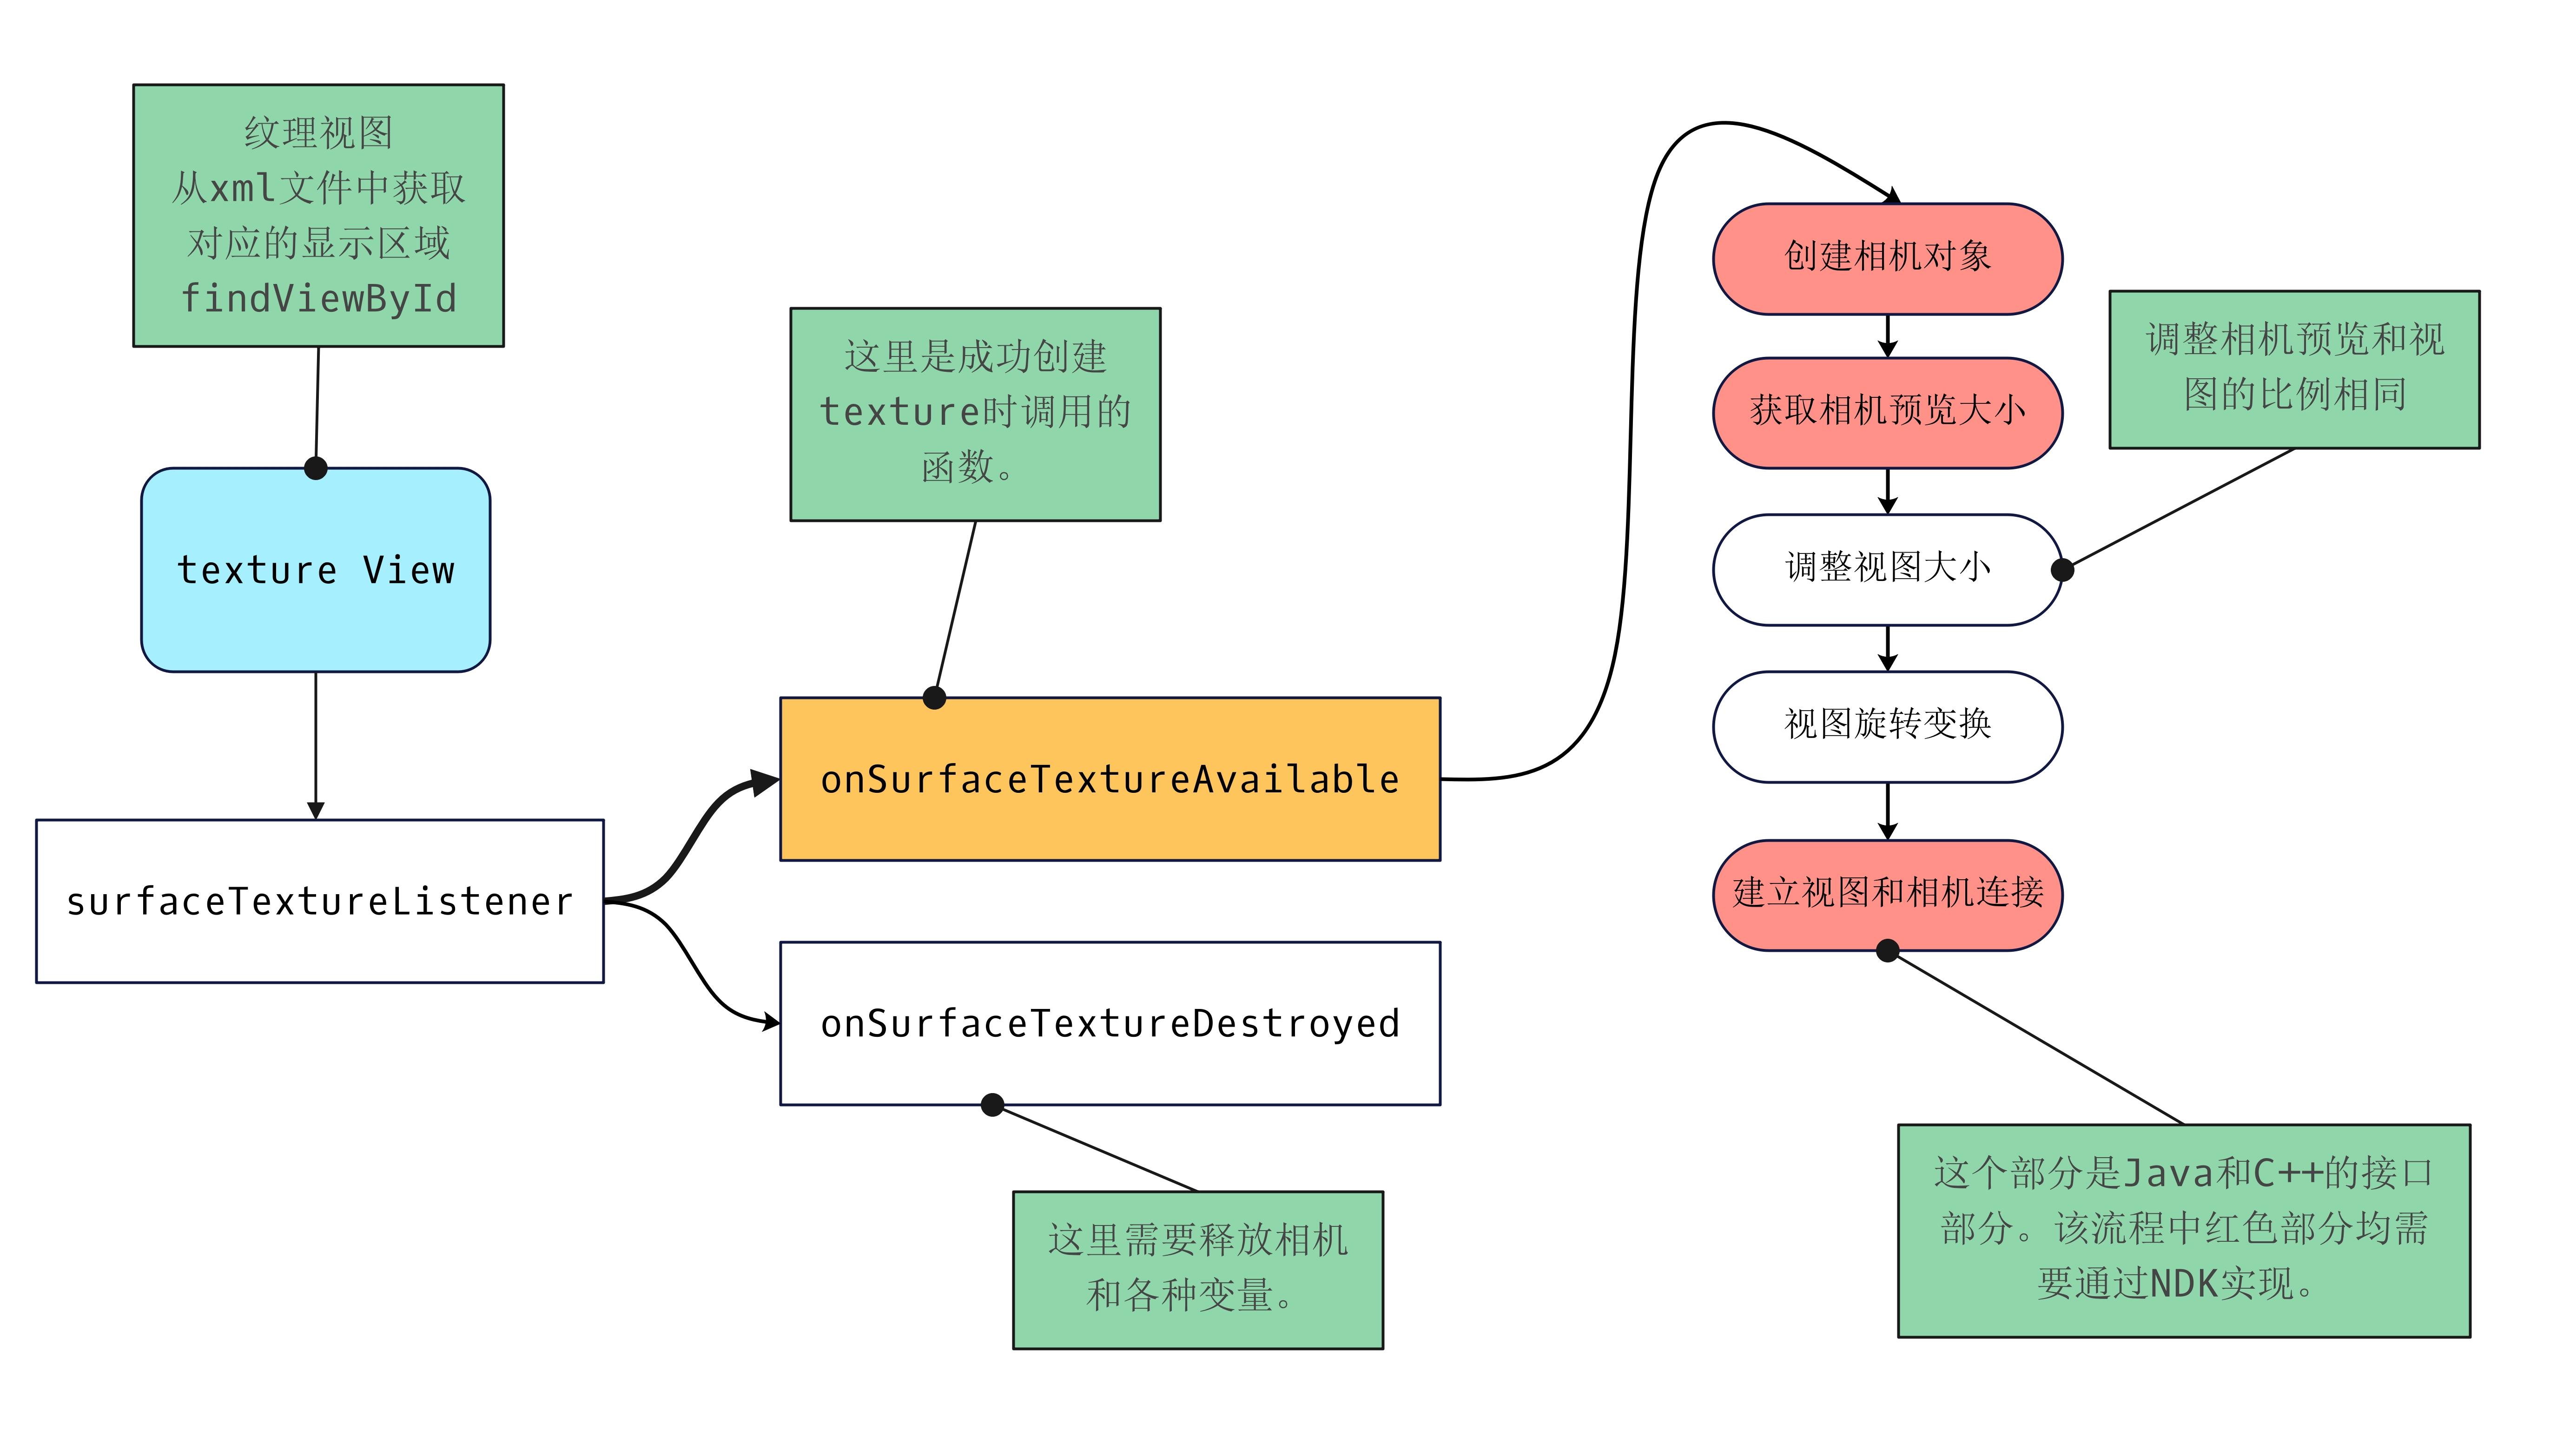 纹理视图
从xml文件中获取
对应的显示区域
findViewById
texture View
surfaceTextureListener
这里是成功创建
texture时调用的
函数。
onSurfaceTextureAvailable
onSurfaceTextureDestroyed
这里需要释放相机
和各种变量。
创建相机对象
获取相机预览大小
调整视图大小
调整相机预览和视
图的比例相同
视图旋转变换
建立视图和相机连接
这个部分是Java和C++的接口
部分。该流程中红色部分均需
要通过NDK实现。